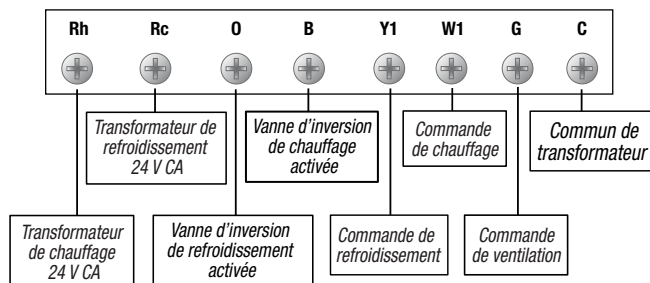 Rh Rc O B Y1 W1 G C
Transformateur de
refroidissement
24 V CA
Vanne d'inversion
de chauffage
activée
Commande
de chauffage
Commun de
transformateur
Transformateur
de chauffage
24 V CA
Vanne d'inversion
de refroidissement
activée
Commande de
refroidissement
Commande
de ventilation